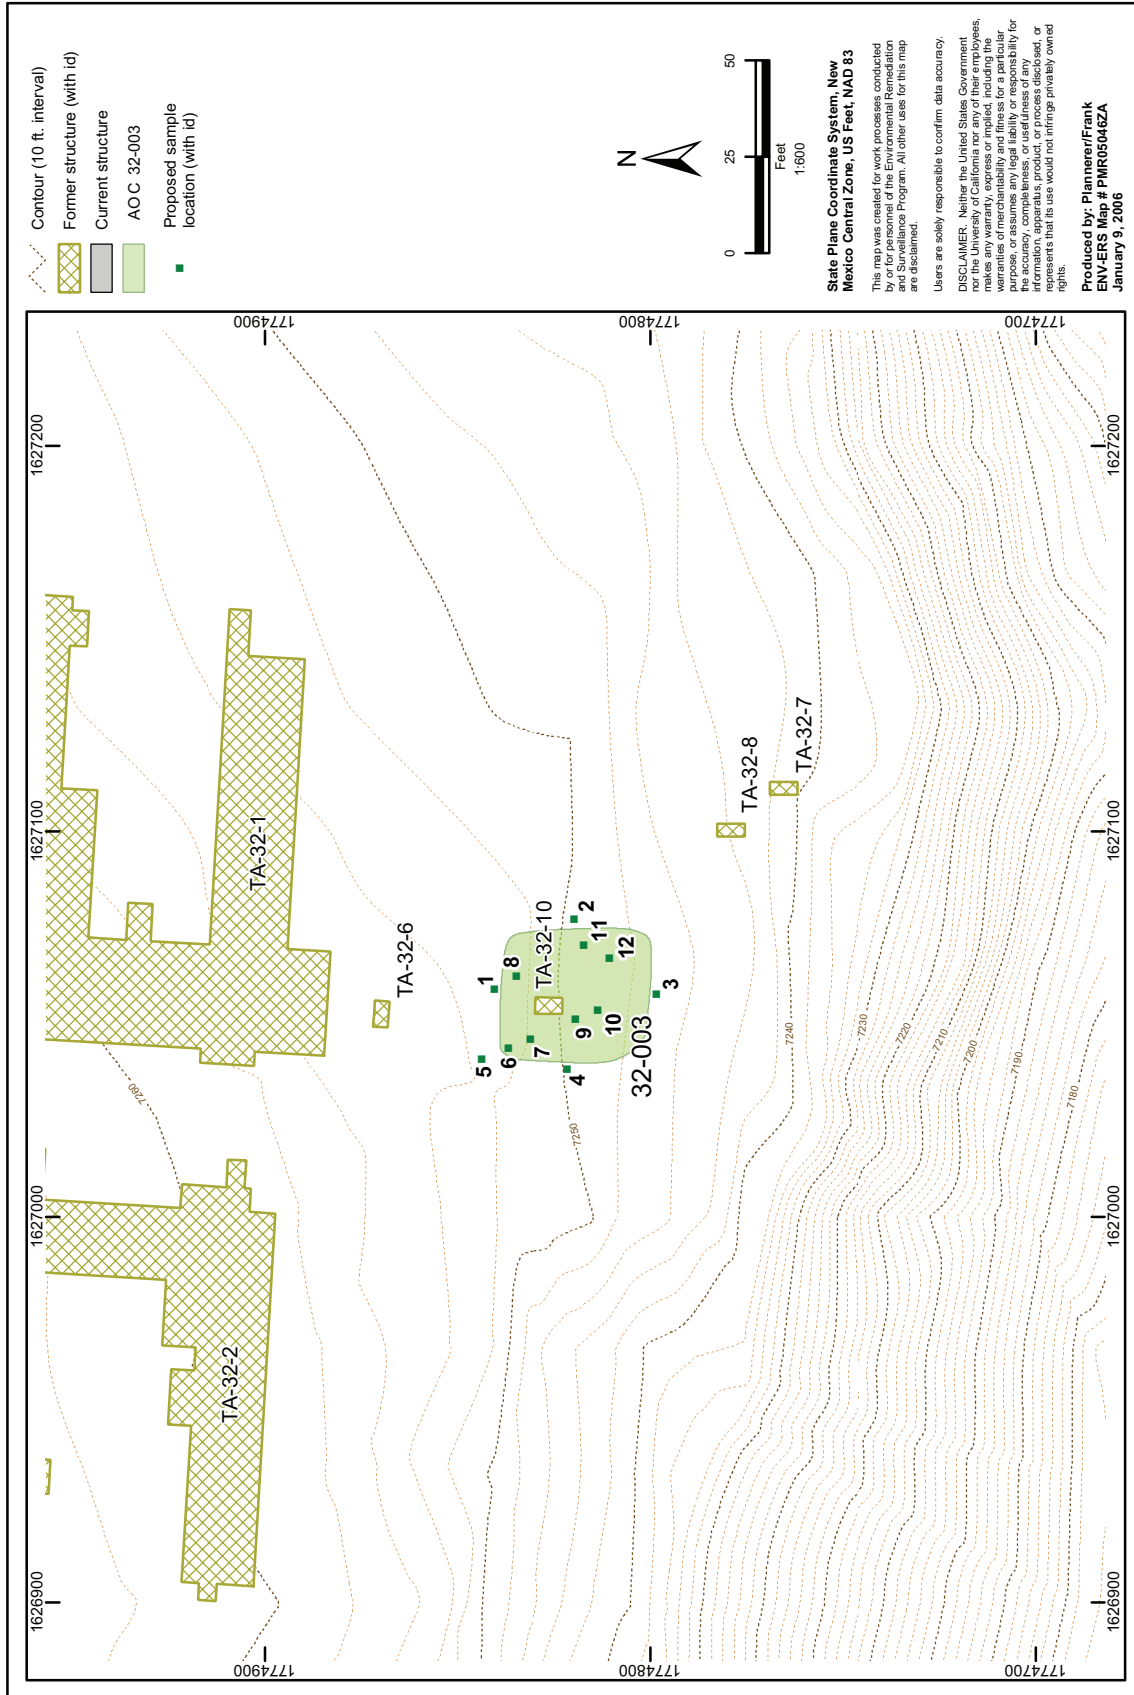 Contour (10 ft. interval)
Former structure (with id)
Current structure
AOC 32-003
Proposed sample
location (with id)
N
0 25 50
Feet
1:600
State Plane Coordinate System, New
Mexico Central Zone, US Feet, NAD 83
This map was created for work processes conducted
by or for personnel of the Environmental Remediation
and Surveillance Program. All other uses for this map
are disclaimed.
Users are solely responsible to confirm data accuracy.
DISCLAIMER: Neither the United States Government
nor the University of California nor any of their employees,
makes any warranty, express or implied, including the
warranties of merchantability and fitness for a particular
purpose, or assumes any legal liability or responsibility for
the accuracy, completeness, or usefulness of any
information, apparatus, product, or process disclosed, or
represents that its use would not infringe privately owned
rights.
Produced by: Plannerer/Frank
ENV-ERS Map # PMR05046ZA
January 9, 2006
1626900
1627000
1627100
1627200
1774900
1774900
1774800
1774800
1774700
1774700
1626900
1627000
1627100
1627200
TA-32-2
TA-32-1
TA-32-6
TA-32-10
TA-32-8
TA-32-7
32-003
1
2
3
4
5
6
7
8
9
10
11
12
7260
7250
7240
7230
7220
7210
7200
7190
7180